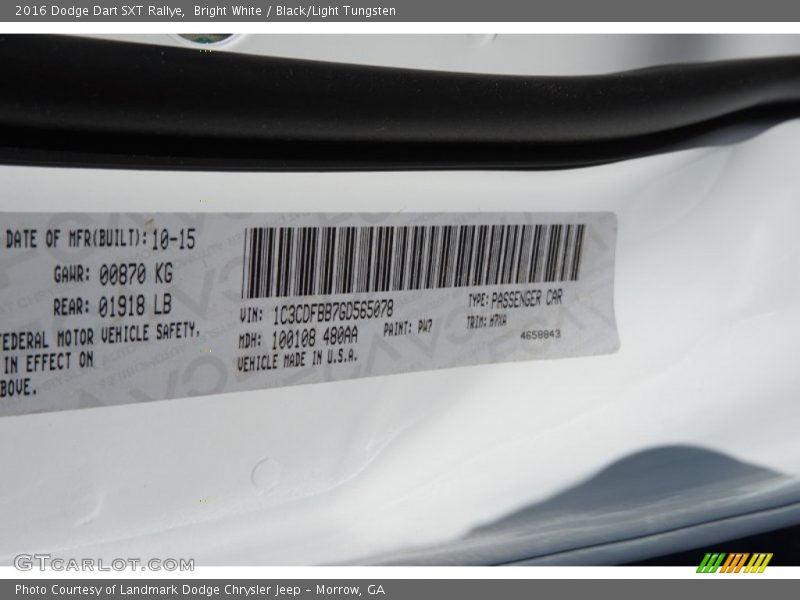 2016 Dodge Dart SXT Rallye,  Bright White / Black/Light Tungsten
DATE OF MFR(BUILT): 10-15
GAWR: 00870 KG
REAR: 01918 LB
FEDERAL MOTOR VEHICLE SAFETY,
IN EFFECT ON
BOVE.
VIN: 1C3CDFBB7GD565078
TYPE: PASSENGER CAR
MDH: 100108 480AA
PAINT: PW7
TRIM: H7XA
VEHICLE MADE IN U.S.A.
4658843
GTCARLOT.COM
Photo Courtesy of Landmark Dodge Chrysler Jeep – Morrow, GA